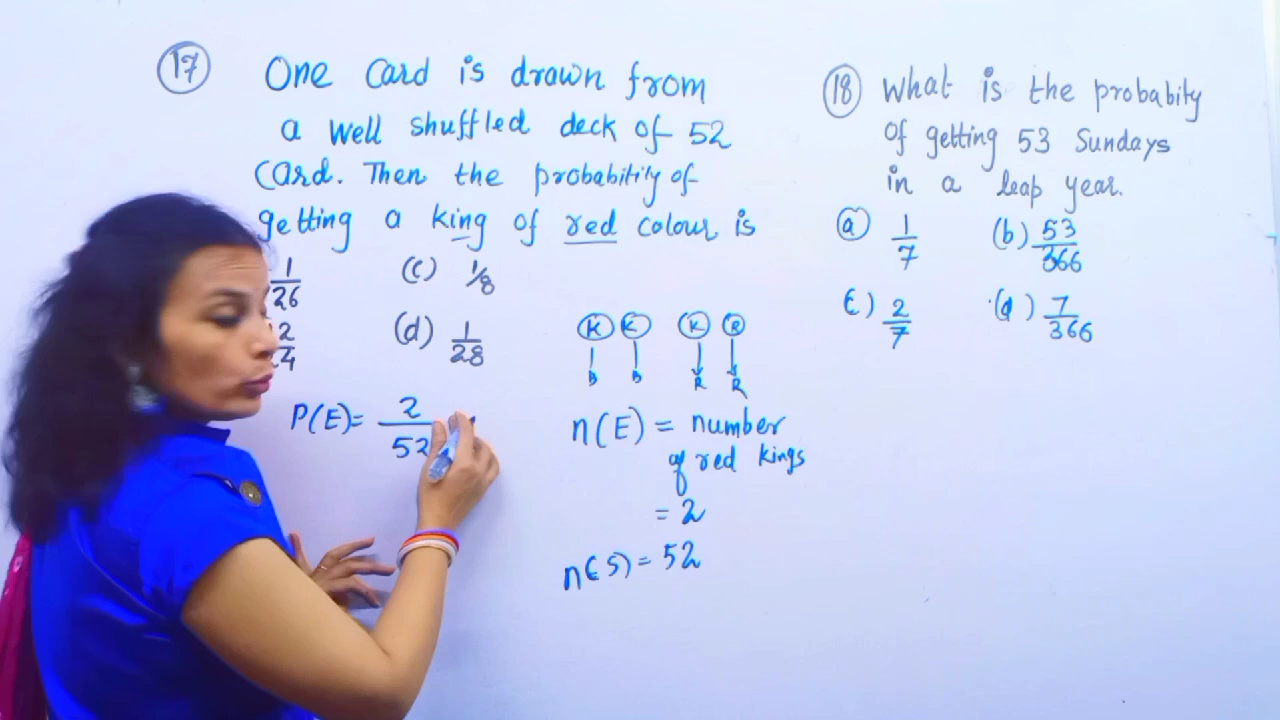 17 One Card is drawn from
a well shuffled deck of 52
Card. Then the probability of
getting a king of red colour is
1/26 (c) 1/8
2 (d) 1/28
P(E)= 2/52
K K K R
B B R R
n(E) = number
of red kings
= 2
n(S) = 52
18 What is the probabity
of getting 53 Sundays
in a leap year.
a 1/7 (b) 53/366
c) 2/7 (d) 7/366